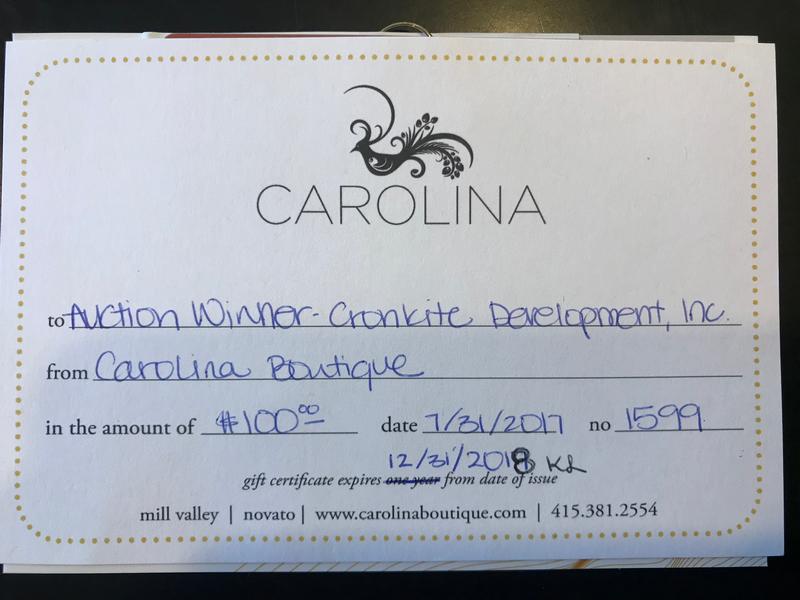 CAROLINA
to Auction Winner- Cronkite Development, Inc.
from Carolina Boutique
in the amount of $100.00 date 7/31/2017 no 1599
12/31/2018 KL
gift certificate expires one year from date of issue
mill valley | novato | www.carolinaboutique.com | 415.381.2554